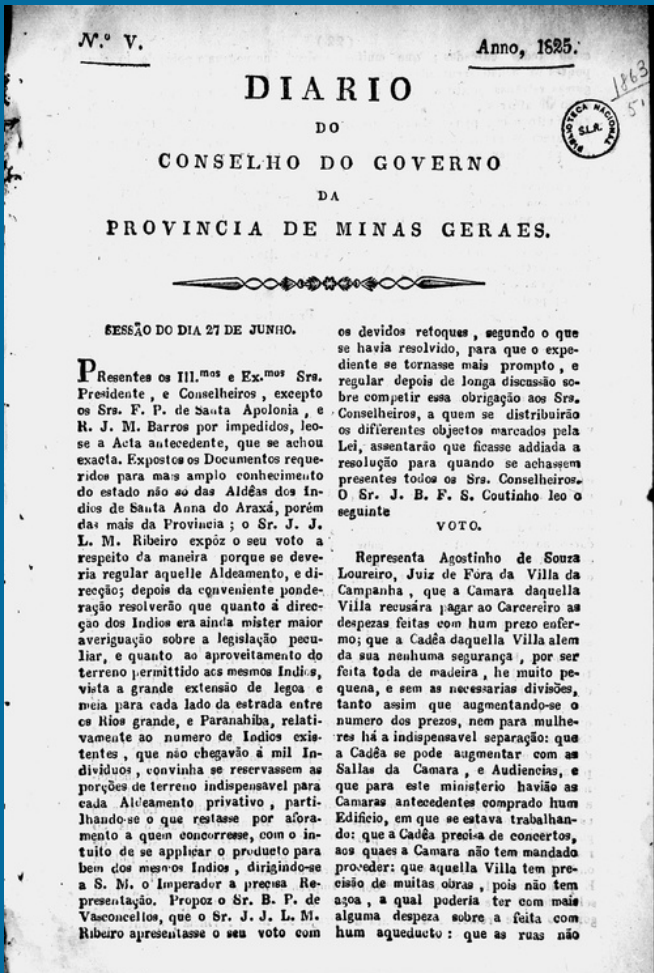 N.º V.
Anno, 1825.
1863
5
BIBLIOTECA NACIONAL
S.L.R.
DIARIO
DO
CONSELHO DO GOVERNO
DA
PROVINCIA DE MINAS GERAES.
SESSÃO DO DIA 27 DE JUNHO.
PResentes os Ill.mos e Ex.mos Srs.
Presidente , e Conselheiros , excepto
os Srs. F. P. de Santa Apolonia , e
R. J. M. Barros por impedidos, leo-
se a Acta antecedente, que se achou
exacta. Expostos os Documentos reque-
ridos para mais amplo conhecimento
do estado não só das Aldêas dos In-
dios de Santa Anna do Araxá, porém
das mais da Provincia ; o Sr. J. J.
L. M. Ribeiro expôz o seu voto a
respeito da maneira porque se deve-
ria regular aquelle Aldeamento, e di-
recção; depois da conveniente ponde-
ração resolverão que quanto á direc-
ção dos Indios era ainda mister maior
averiguação sobre a legislação pecu-
liar, e quanto ao aproveitamento do
terreno permittido aos mesmos Indios,
vista a grande extensão de legoa e
meia para cada lado da estrada entre
os Rios grande, e Paranahiba, relati-
vamente ao numero de Indios exis-
tentes , que não chegavão á mil In-
dividuos , convinha se reservassem as
porções de terreno indispensavel para
cada Aldeamento privativo , parti-
lhando-se o que restasse por afora-
mento a quem concorresse, com o in-
tuito de se applicar o producto para
bem dos mesmos Indios , dirigindo-se
a S. M. o Imperador a precisa Re-
presentação. Propoz o Sr. B. P. de
Vasconcellos, que o Sr. J. J. L. M.
Ribeiro apresentasse o seu voto com
os devidos retoques , segundo o que
se havia resolvido, para que o expe-
diente se tornasse mais prompto , e
regular depois de longa discussão so-
bre competir essa obrigação aos Srs.
Conselheiros, a quem se distribuirão
os differentes objectos marcados pela
Lei, assentarão que ficasse addiada a
resolução para quando se achassem
presentes todos os Srs. Conselheiros.
O Sr. J. B. F. S. Coutinho leo o
seguinte
VOTO.
Representa Agostinho de Souza
Loureiro, Juiz de Fóra da Villa da
Campanha , que a Camara daquella
Villa recusára pagar ao Carcereiro as
despezas feitas com hum prezo enfer-
mo; que a Cadêa daquella Villa alem
da sua nenhuma segurança , por ser
feita toda de madeira , he muito pe-
quena, e sem as necessarias divisões,
tanto assim que augmentando-se o
numero dos prezos, nem para mulhe-
res há a indispensavel separação: que
a Cadêa se pode augmentar com as
Sallas da Camara , e Audiencias, e
que para este ministerio havião as
Camaras antecedentes comprado hum
Edificio, em que se estava trabalhan-
do: que a Cadêa precisa de concertos,
aos quaes a Camara não tem mandado
proceder: que aquella Villa tem pre-
cisão de muitas obras , pois não tem
agoa , a qual poderia ter com mais
alguma despeza sobre a feita com
hum aqueducto : que as ruas não